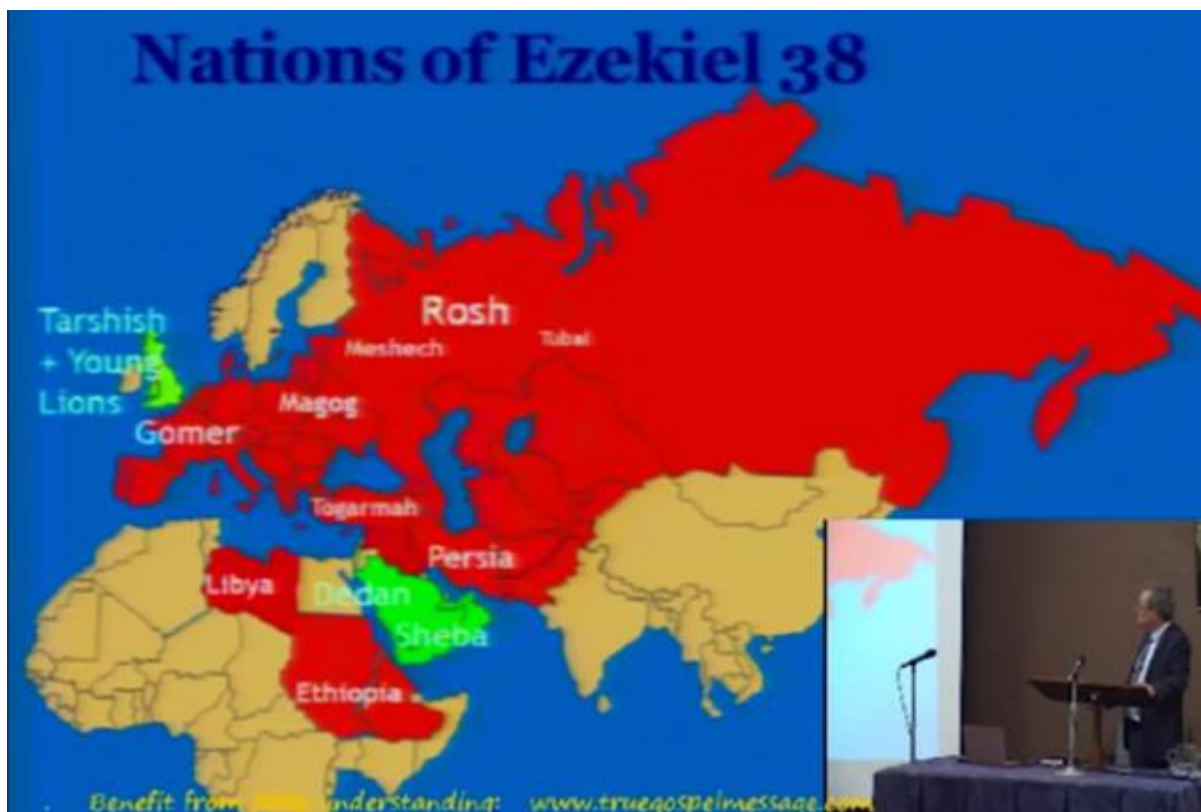 Nations of Ezekiel 38
Rosh
Tarshish
+ Young
Lions
Meshech
Tubal
Magog
Gomer
Togarmah
Persia
Libya
Dedan
Sheba
Ethiopia
Benefit from understanding: www.truegospelmessage.com